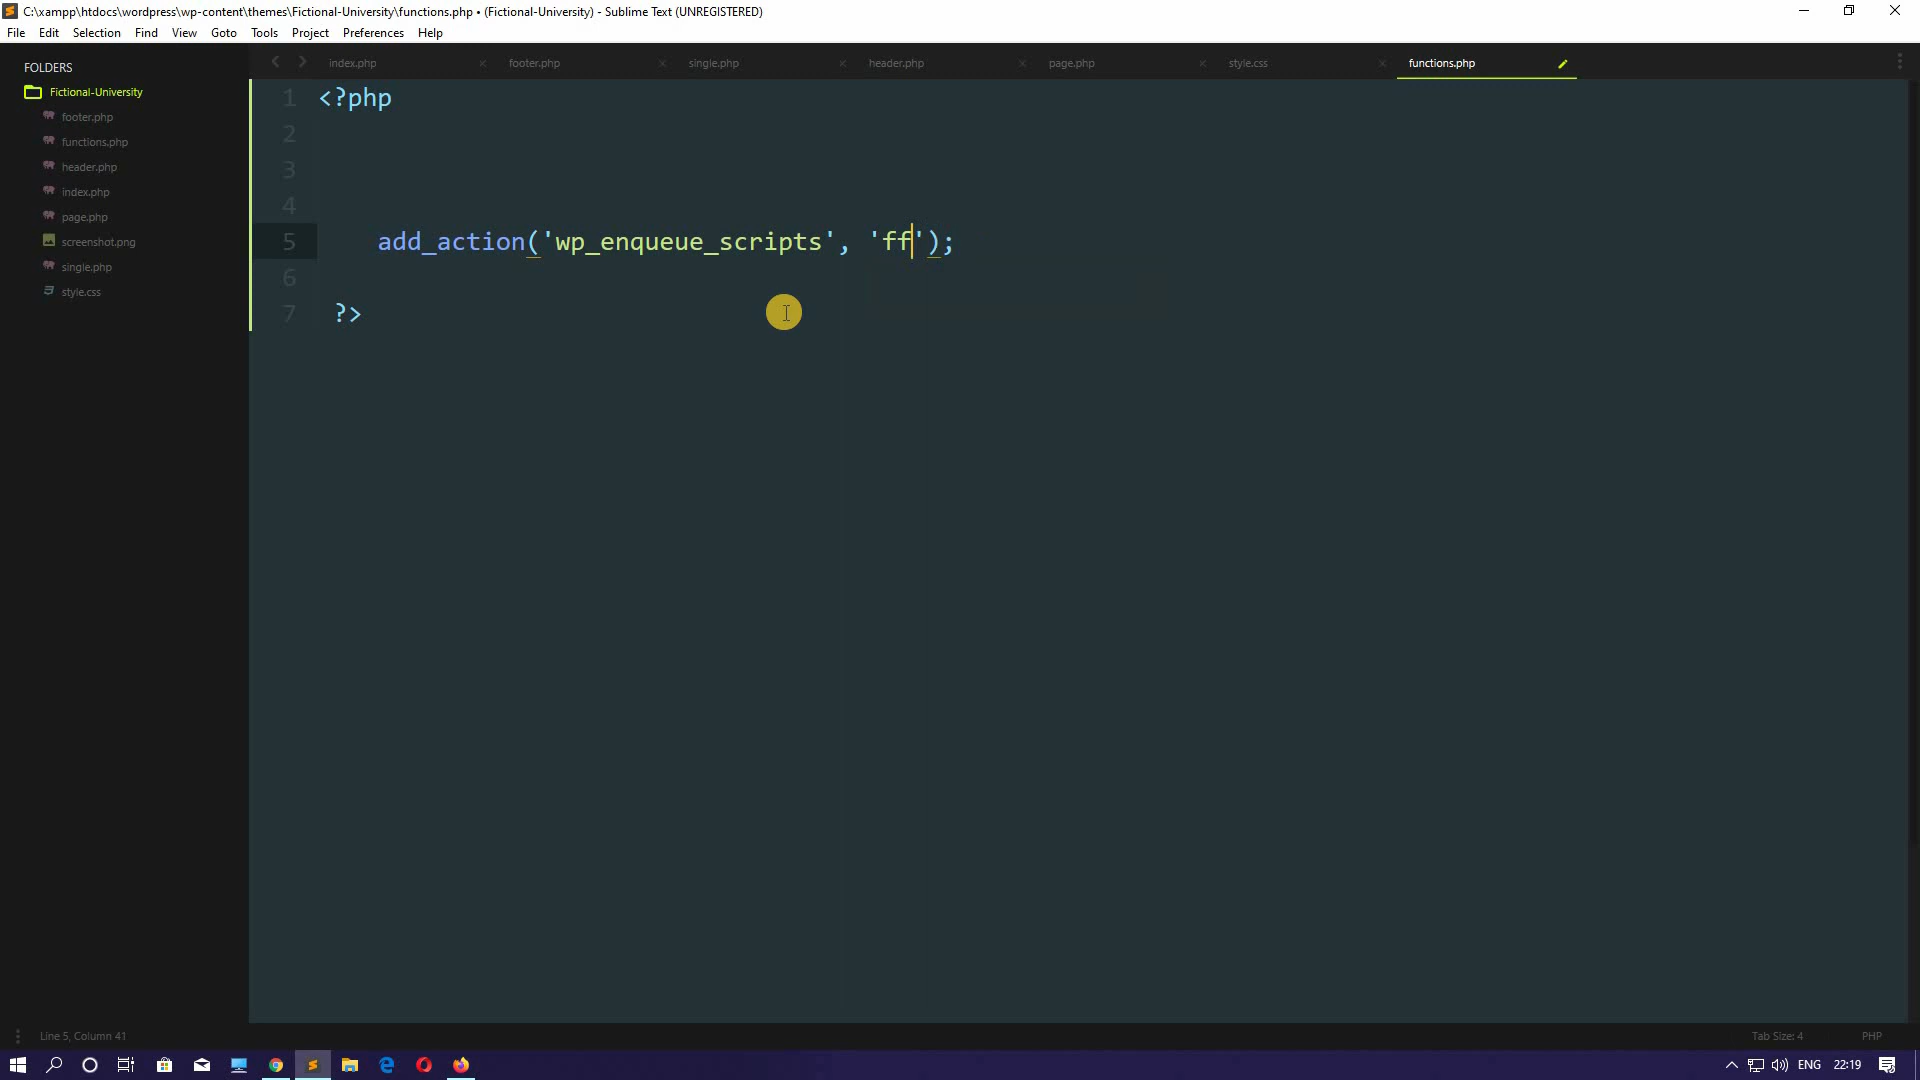 C:\xampp\htdocs\wordpress\wp-content\themes\Fictional-University\functions.php • (Fictional-University) - Sublime Text (UNREGISTERED)
File Edit Selection Find View Goto Tools Project Preferences Help
FOLDERS
Fictional-University
footer.php
functions.php
header.php
index.php
page.php
screenshot.png
single.php
style.css
index.php footer.php single.php header.php page.php style.css functions.php
1 <?php
2
3
4
5 add_action('wp_enqueue_scripts', 'ff');
6
7 ?>
Line 5, Column 41
Tab Size: 4 PHP
ENG 22:19